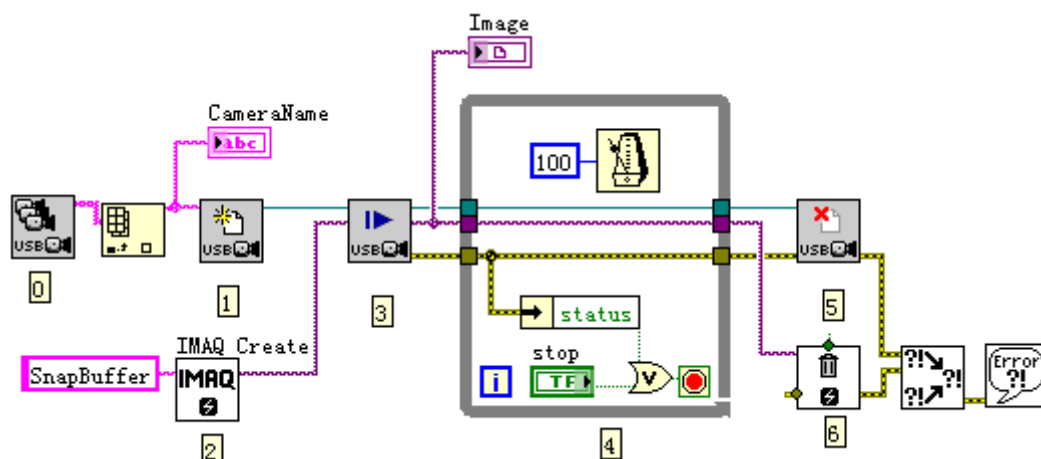 Image
CameraName
abc
100
USB
USB
USB
USB
0
1
3
5
status
IMAQ Create
stop
SnapBuffer
IMAQ
i
TF
V
?!
?!
?!
Error
?!
2
4
6